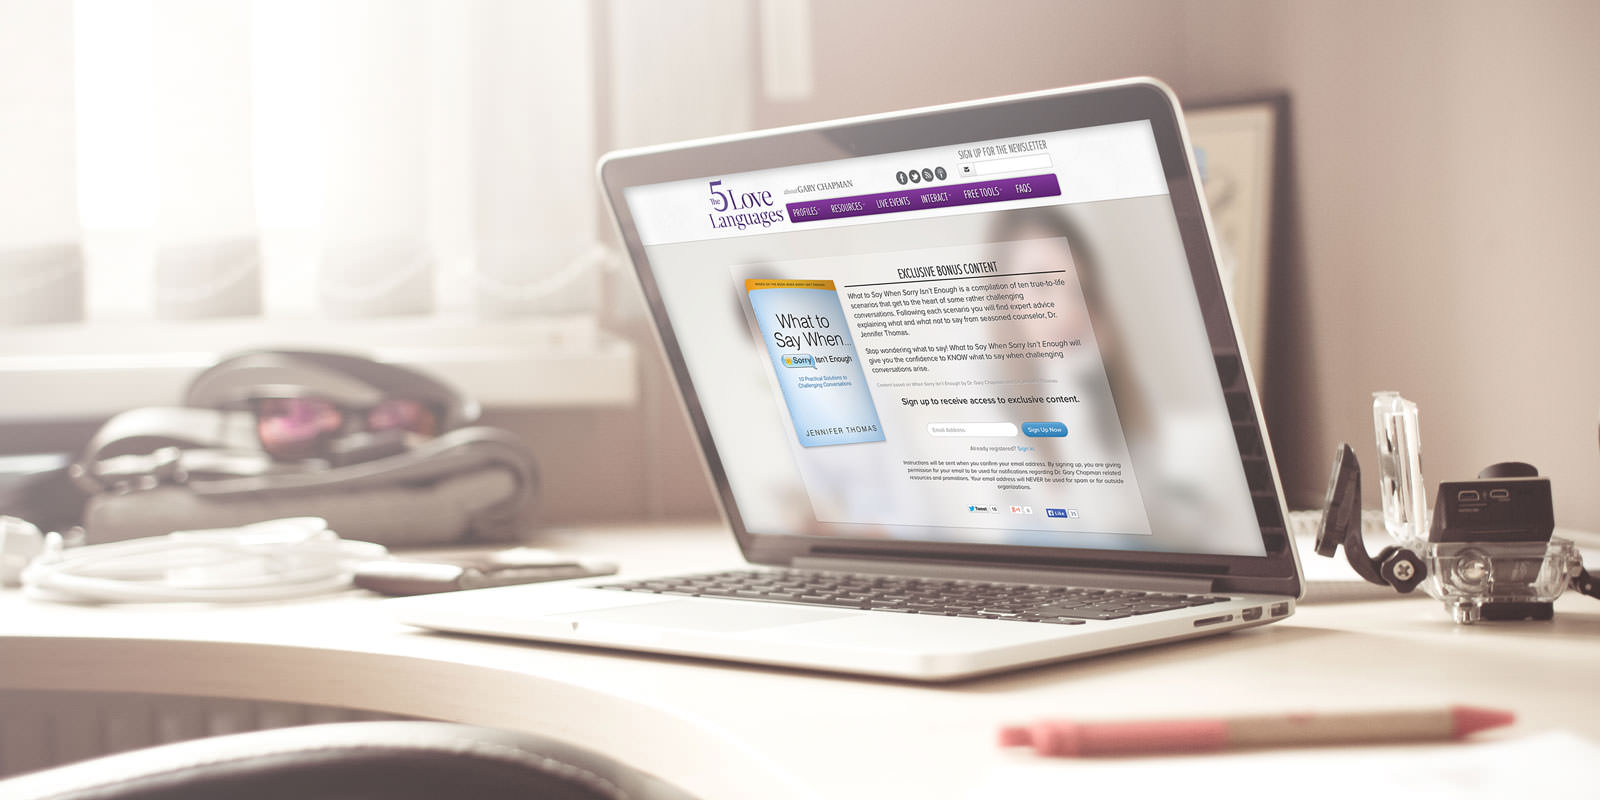 The 5 Love
Languages®
about GARY CHAPMAN
SIGN UP FOR THE NEWSLETTER
PROFILES RESOURCES LIVE EVENTS INTERACT FREE TOOLS FAQS
EXCLUSIVE BONUS CONTENT
What to Say When Sorry Isn't Enough is a compilation of ten true-to-life
scenarios that get to the heart of some rather challenging
conversations. Following each scenario you will find expert advice
explaining what and what not to say from seasoned counselor, Dr.
Jennifer Thomas.
Stop wondering what to say! What to Say When Sorry Isn't Enough will
give you the confidence to KNOW what to say when challenging
conversations arise.
Content based on When Sorry Isn't Enough by Dr. Gary Chapman and Dr. Jennifer Thomas
What to
Say When...
Sorry Isn't Enough
10 Practical Solutions to
Challenging Conversations
JENNIFER THOMAS
Sign up to receive access to exclusive content.
Email Address Sign Up Now
Already registered? Sign in.
Instructions will be sent when you confirm your email address. By signing up, you are giving
permission for your email to be used for notifications regarding Dr. Gary Chapman related
resources and promotions. Your email address will NEVER be used for spam or for outside
organizations.
Tweet Like